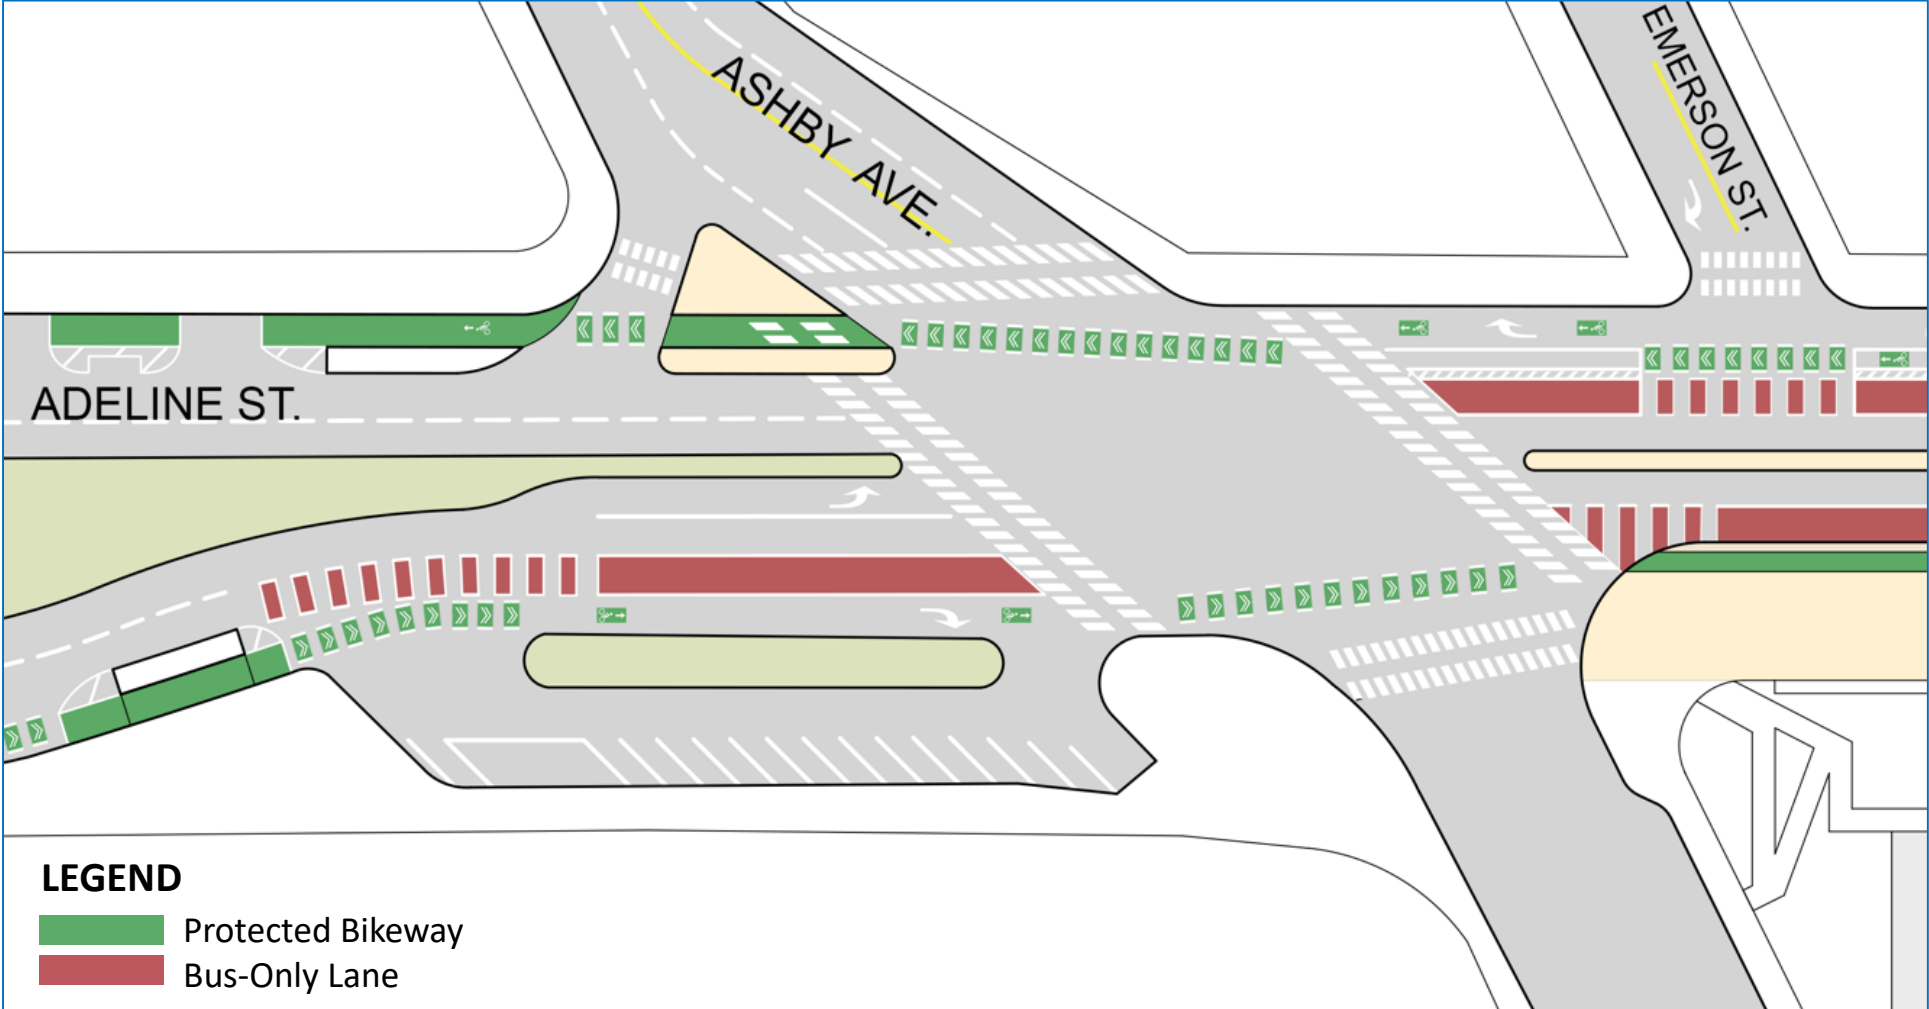 ASHBY AVE.
EMERSON ST.
ADELINE ST.
LEGEND
Protected Bikeway
Bus-Only Lane